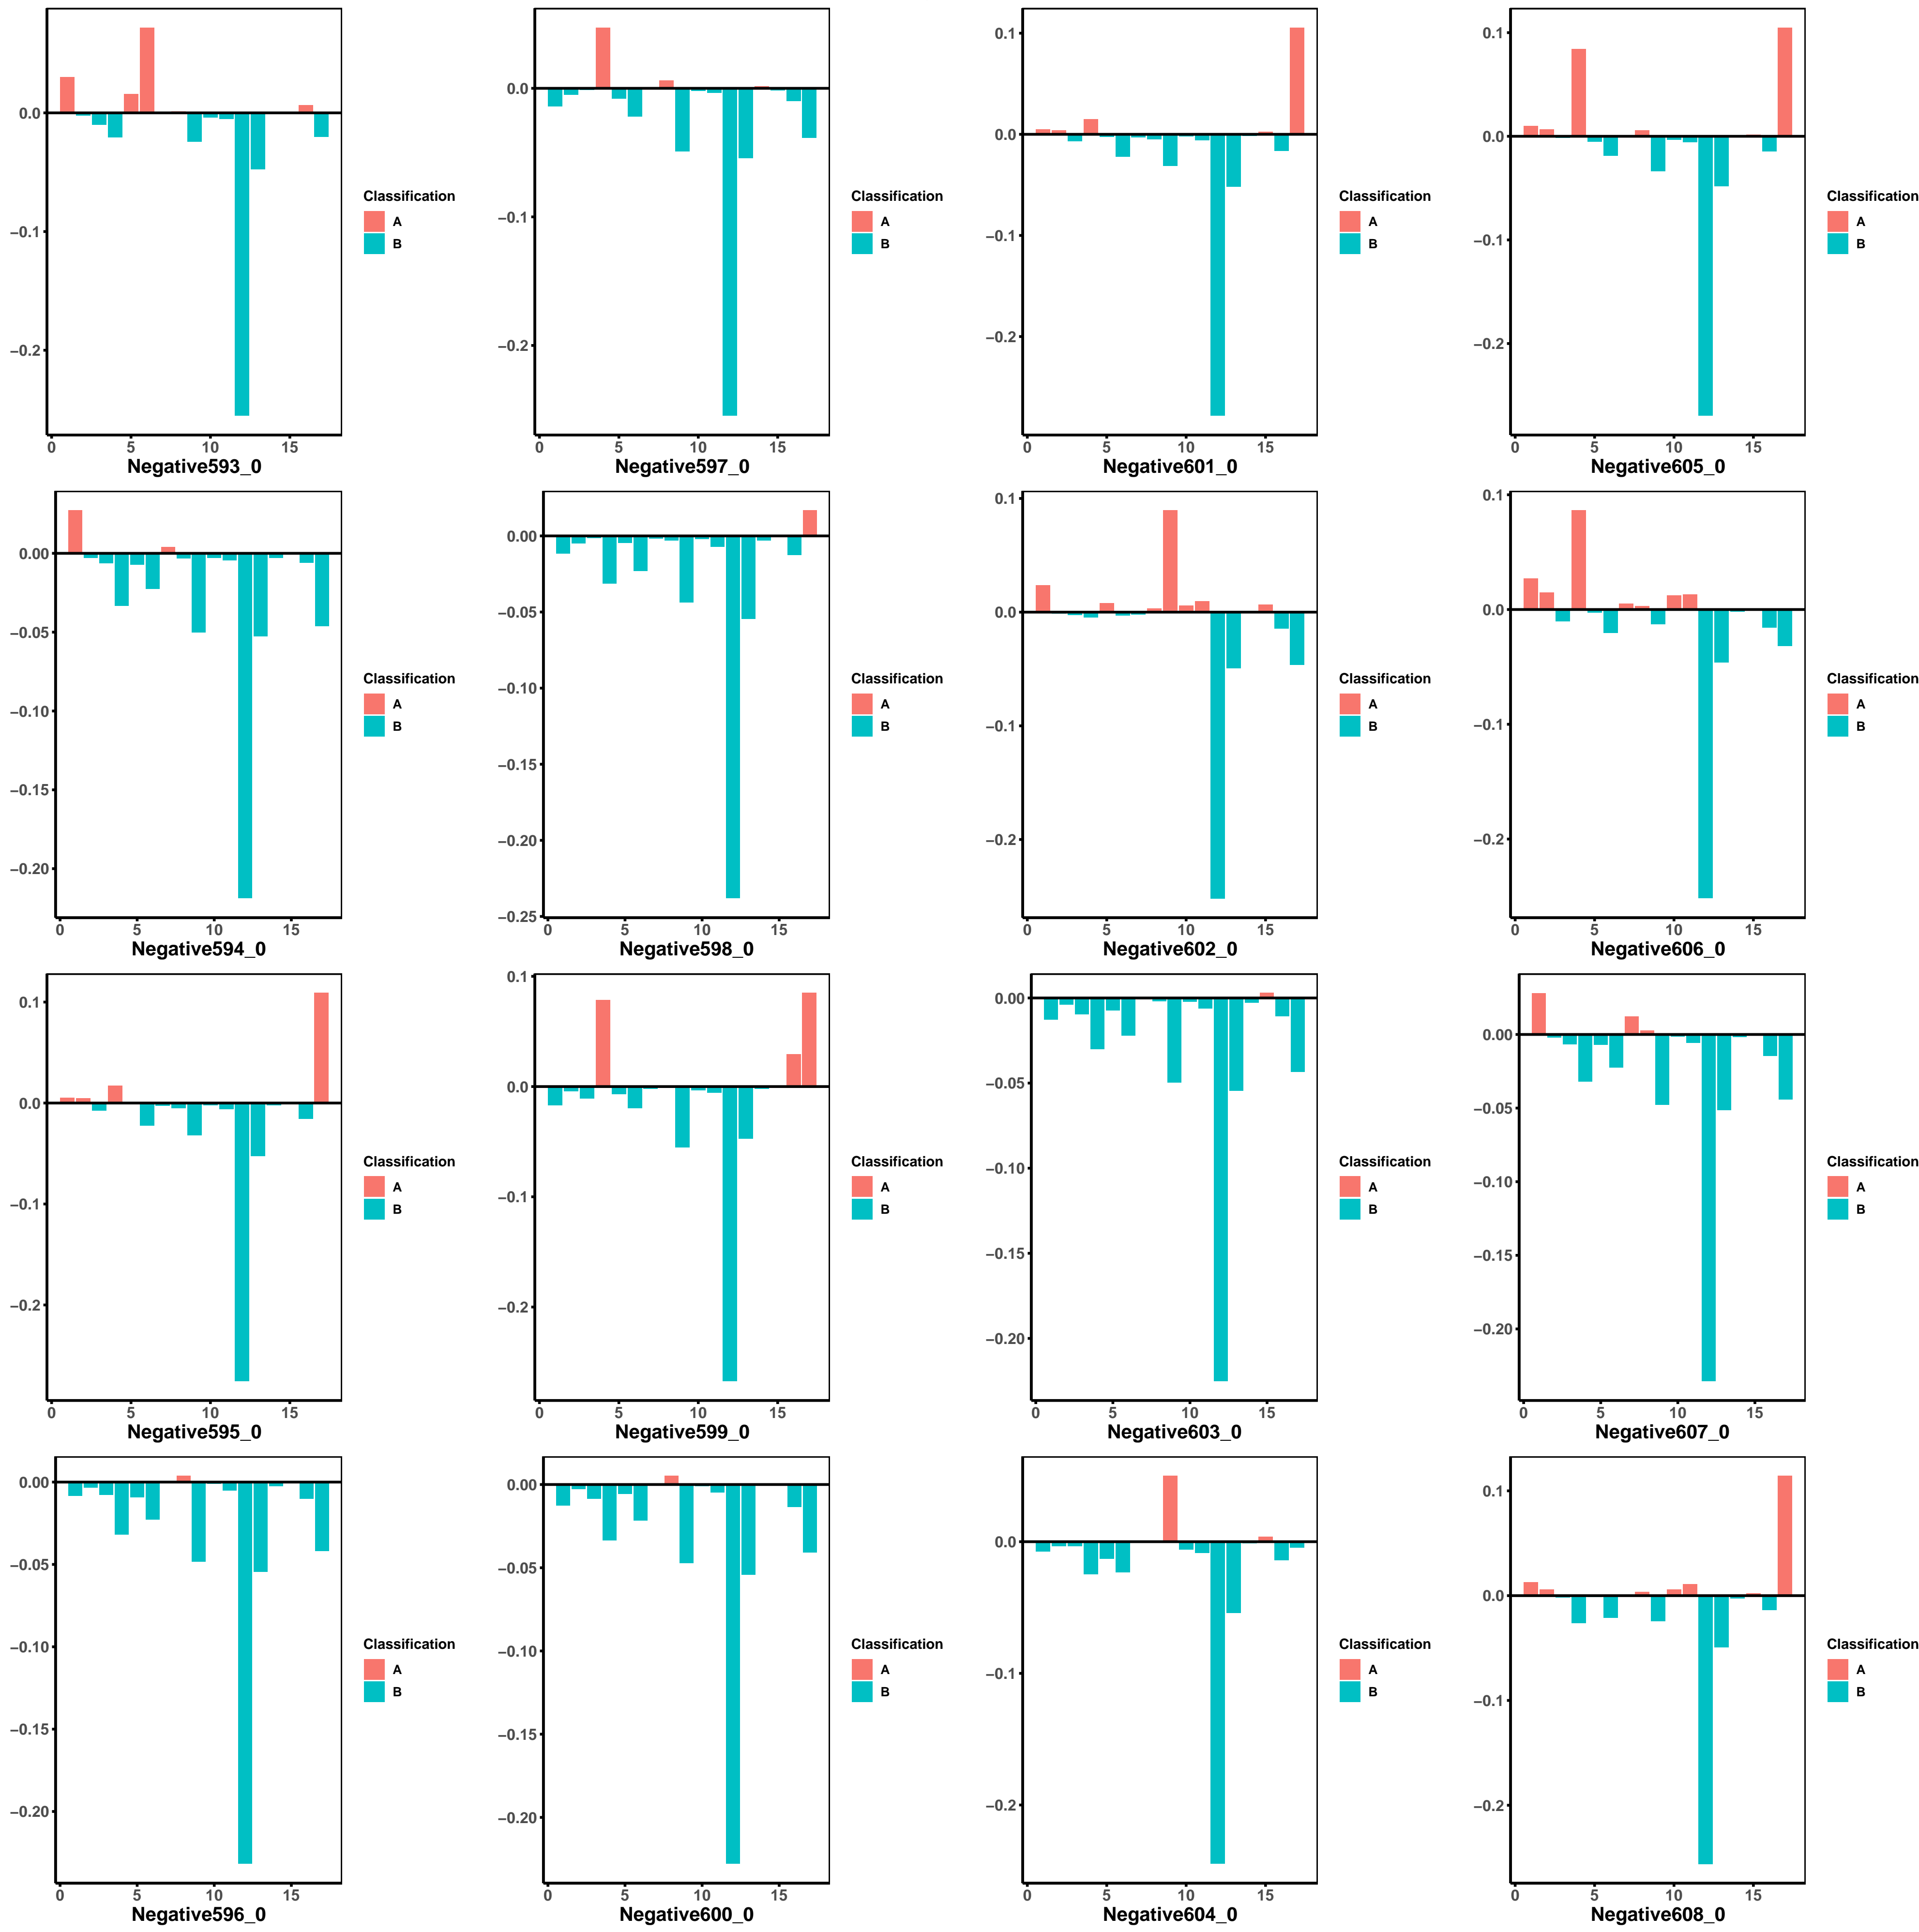 0.0
−0.1
−0.2
0 5 10 15
Negative593_0
Classification
A
B
0.0
−0.1
−0.2
0 5 10 15
Negative597_0
Classification
A
B
0.1
0.0
−0.1
−0.2
0 5 10 15
Negative601_0
Classification
A
B
0.1
0.0
−0.1
−0.2
0 5 10 15
Negative605_0
Classification
A
B
0.00
−0.05
−0.10
−0.15
−0.20
0 5 10 15
Negative594_0
Classification
A
B
0.00
−0.05
−0.10
−0.15
−0.20
−0.25
0 5 10 15
Negative598_0
Classification
A
B
0.1
0.0
−0.1
−0.2
0 5 10 15
Negative602_0
Classification
A
B
0.1
0.0
−0.1
−0.2
0 5 10 15
Negative606_0
Classification
A
B
0.1
0.0
−0.1
−0.2
0 5 10 15
Negative595_0
Classification
A
B
0.1
0.0
−0.1
−0.2
0 5 10 15
Negative599_0
Classification
A
B
0.00
−0.05
−0.10
−0.15
−0.20
0 5 10 15
Negative603_0
Classification
A
B
0.00
−0.05
−0.10
−0.15
−0.20
0 5 10 15
Negative607_0
Classification
A
B
0.00
−0.05
−0.10
−0.15
−0.20
0 5 10 15
Negative596_0
Classification
A
B
0.00
−0.05
−0.10
−0.15
−0.20
0 5 10 15
Negative600_0
Classification
A
B
0.0
−0.1
−0.2
0 5 10 15
Negative604_0
Classification
A
B
0.1
0.0
−0.1
−0.2
0 5 10 15
Negative608_0
Classification
A
B